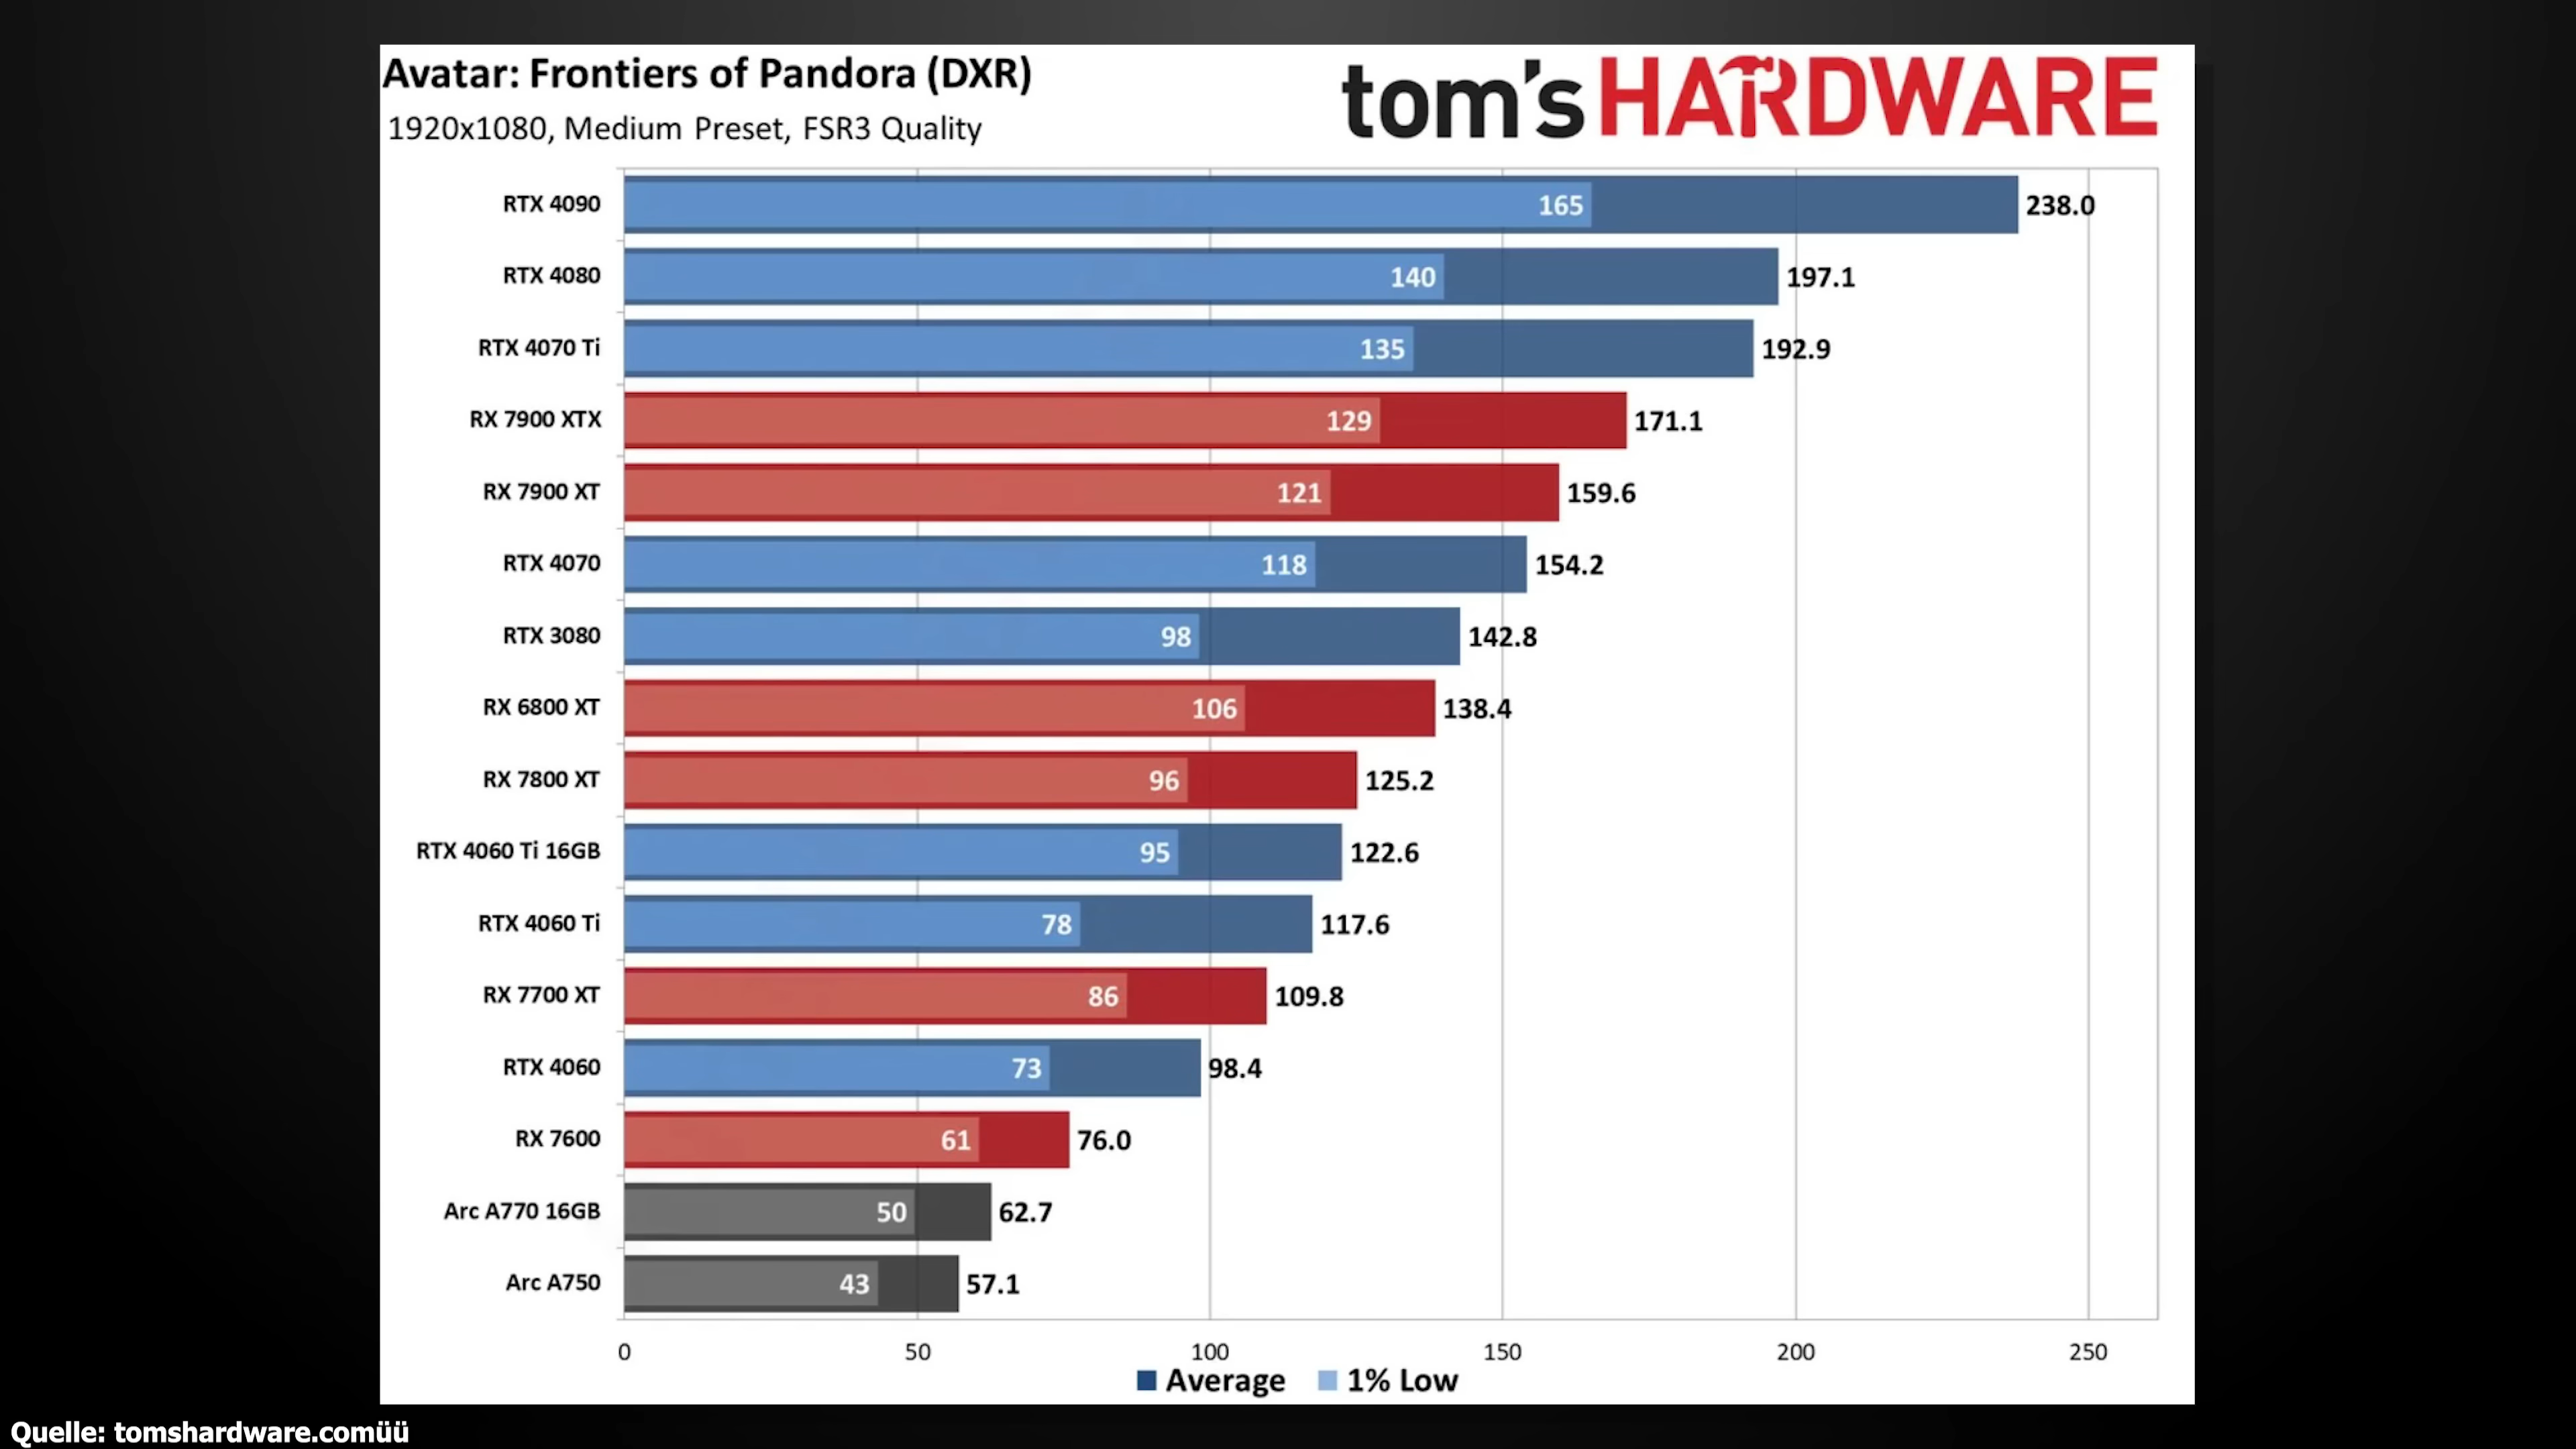 Avatar: Frontiers of Pandora (DXR)
tom's HARDWARE
1920x1080, Medium Preset, FSR3 Quality
RTX 4090 165 238.0
RTX 4080 140 197.1
RTX 4070 Ti 135 192.9
RX 7900 XTX 129 171.1
RX 7900 XT 121 159.6
RTX 4070 118 154.2
RTX 3080 98 142.8
RX 6800 XT 106 138.4
RX 7800 XT 96 125.2
RTX 4060 Ti 16GB 95 122.6
RTX 4060 Ti 78 117.6
RX 7700 XT 86 109.8
RTX 4060 73 98.4
RX 7600 61 76.0
Arc A770 16GB 50 62.7
Arc A750 43 57.1
0 50 100 150 200 250
Average 1% Low
Quelle: tomshardware.comüü